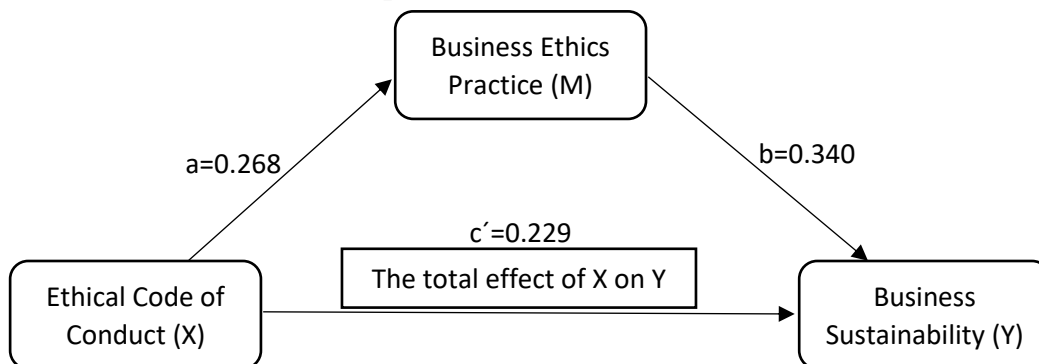 Business Ethics
Practice (M)
a=0.268
b=0.340
c´=0.229
The total effect of X on Y
Ethical Code of
Conduct (X)
Business
Sustainability (Y)